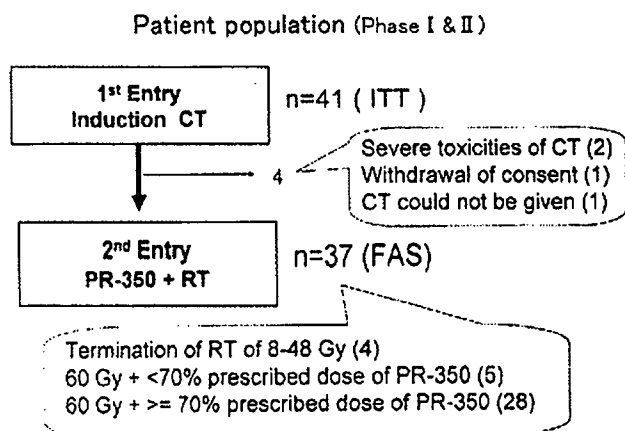 Patient population (Phase I & II)
1st Entry
Induction CT
n=41 ( ITT )
4
Severe toxicities of CT (2)
Withdrawal of consent (1)
CT could not be given (1)
2nd Entry
PR-350 + RT
n=37 (FAS)
Termination of RT of 8-48 Gy (4)
60 Gy + <70% prescribed dose of PR-350 (5)
60 Gy + >= 70% prescribed dose of PR-350 (28)